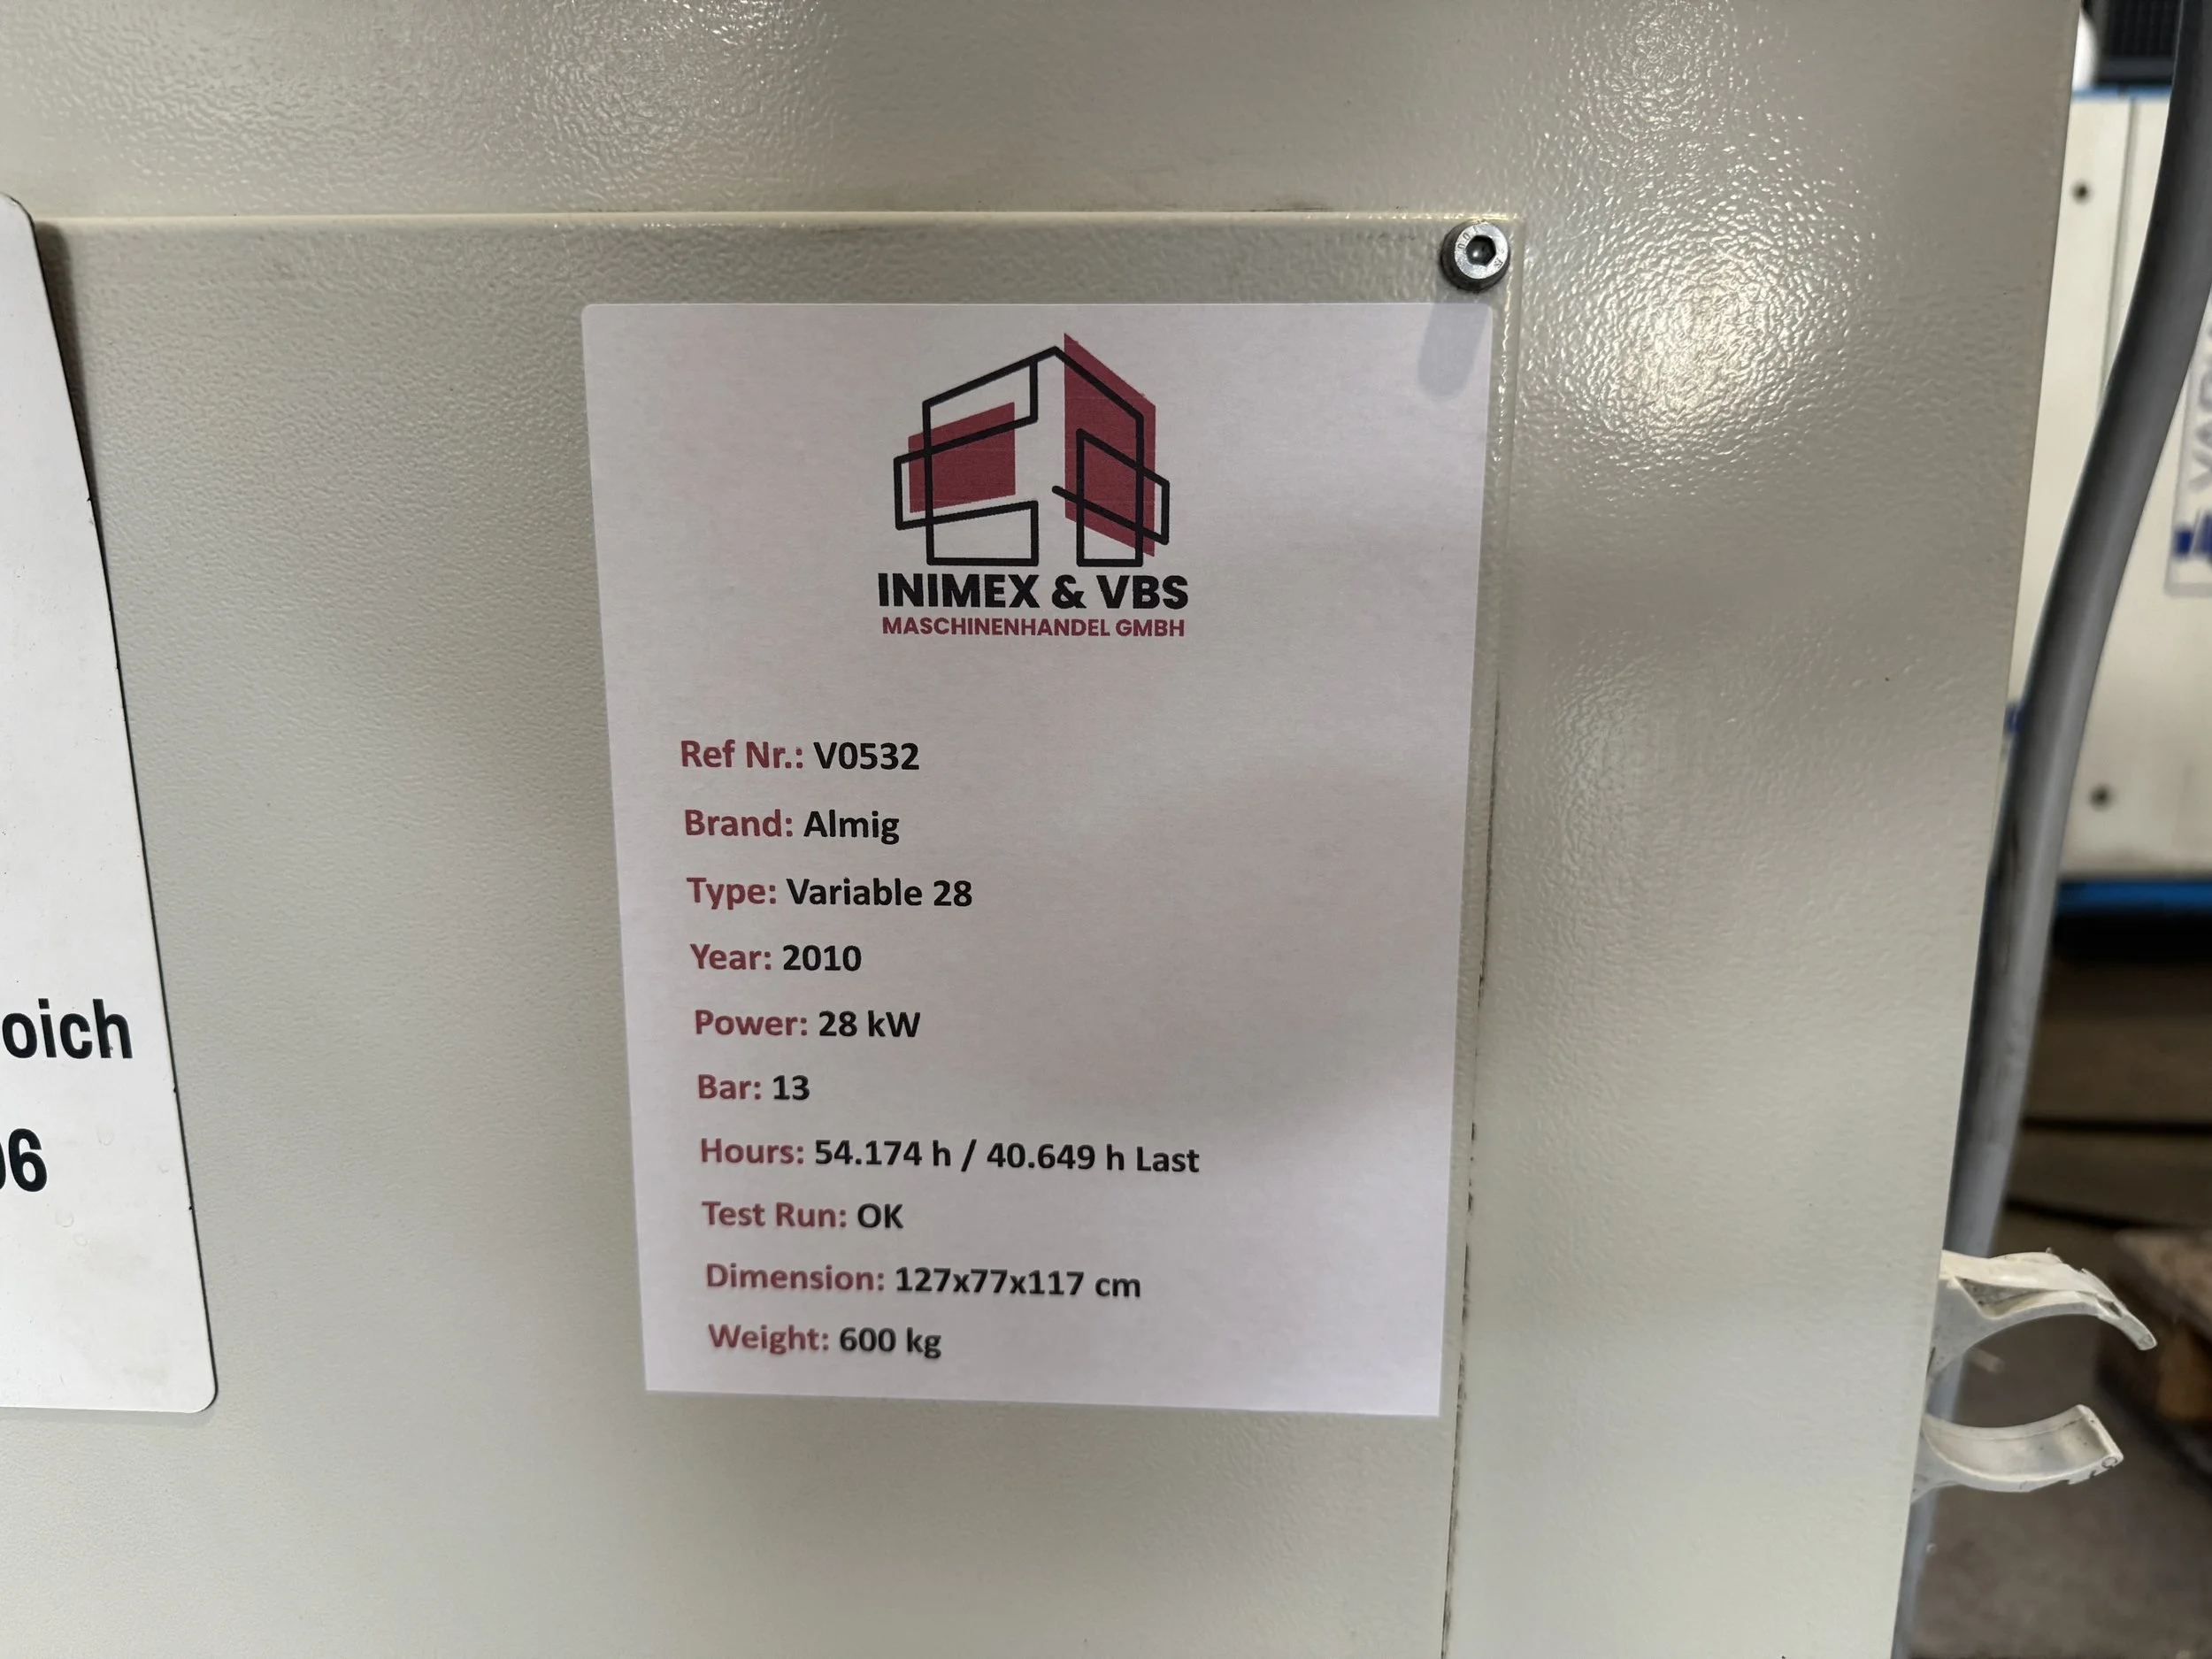 INIMEX & VBS
MASCHINENHANDEL GMBH
Ref Nr.: V0532
Brand: Almig
Type: Variable 28
Year: 2010
Power: 28 kW
Bar: 13
Hours: 54.174 h / 40.649 h Last
Test Run: OK
Dimension: 127x77x117 cm
Weight: 600 kg
oich
06